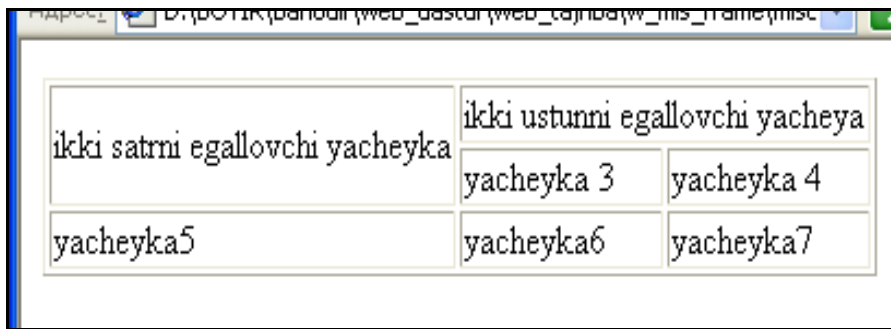 ikki satrni egallovchi yacheyka
ikki ustunni egallovchi yacheya
yacheyka 3
yacheyka 4
yacheyka5
yacheyka6
yacheyka7